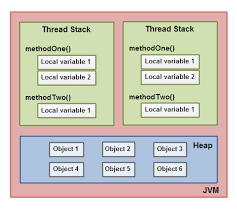 Thread Stack
methodOne()
Local variable 1
Local variable 2
methodTwo()
Local variable 1
Thread Stack
methodOne()
Local variable 1
Local variable 2
methodTwo()
Local variable 1
Heap
Object 1 Object 2 Object 3
Object 4 Object 5 Object 6
JVM